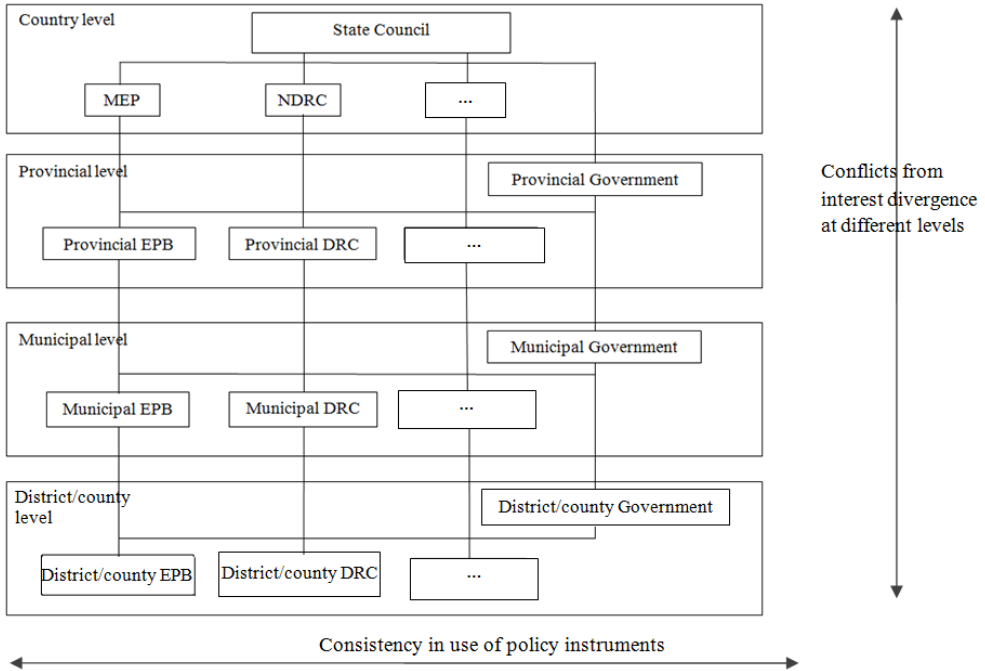 Country level
State Council
MEP
NDRC
...
Provincial level
Provincial Government
Provincial EPB
Provincial DRC
...
Municipal level
Municipal Government
Municipal EPB
Municipal DRC
...
District/county
level
District/county Government
District/county EPB
District/county DRC
...
Conflicts from
interest divergence
at different levels
Consistency in use of policy instruments